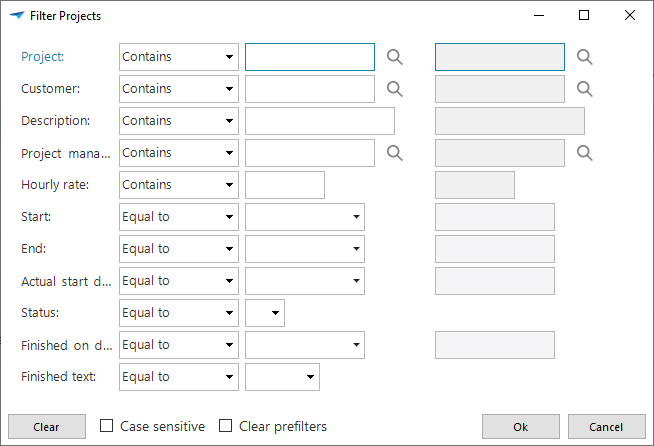 Filter Projects
Project: Contains
Customer: Contains
Description: Contains
Project mana... Contains
Hourly rate: Contains
Start: Equal to
End: Equal to
Actual start d... Equal to
Status: Equal to
Finished on d... Equal to
Finished text: Equal to
Clear Case sensitive Clear prefilters Ok Cancel